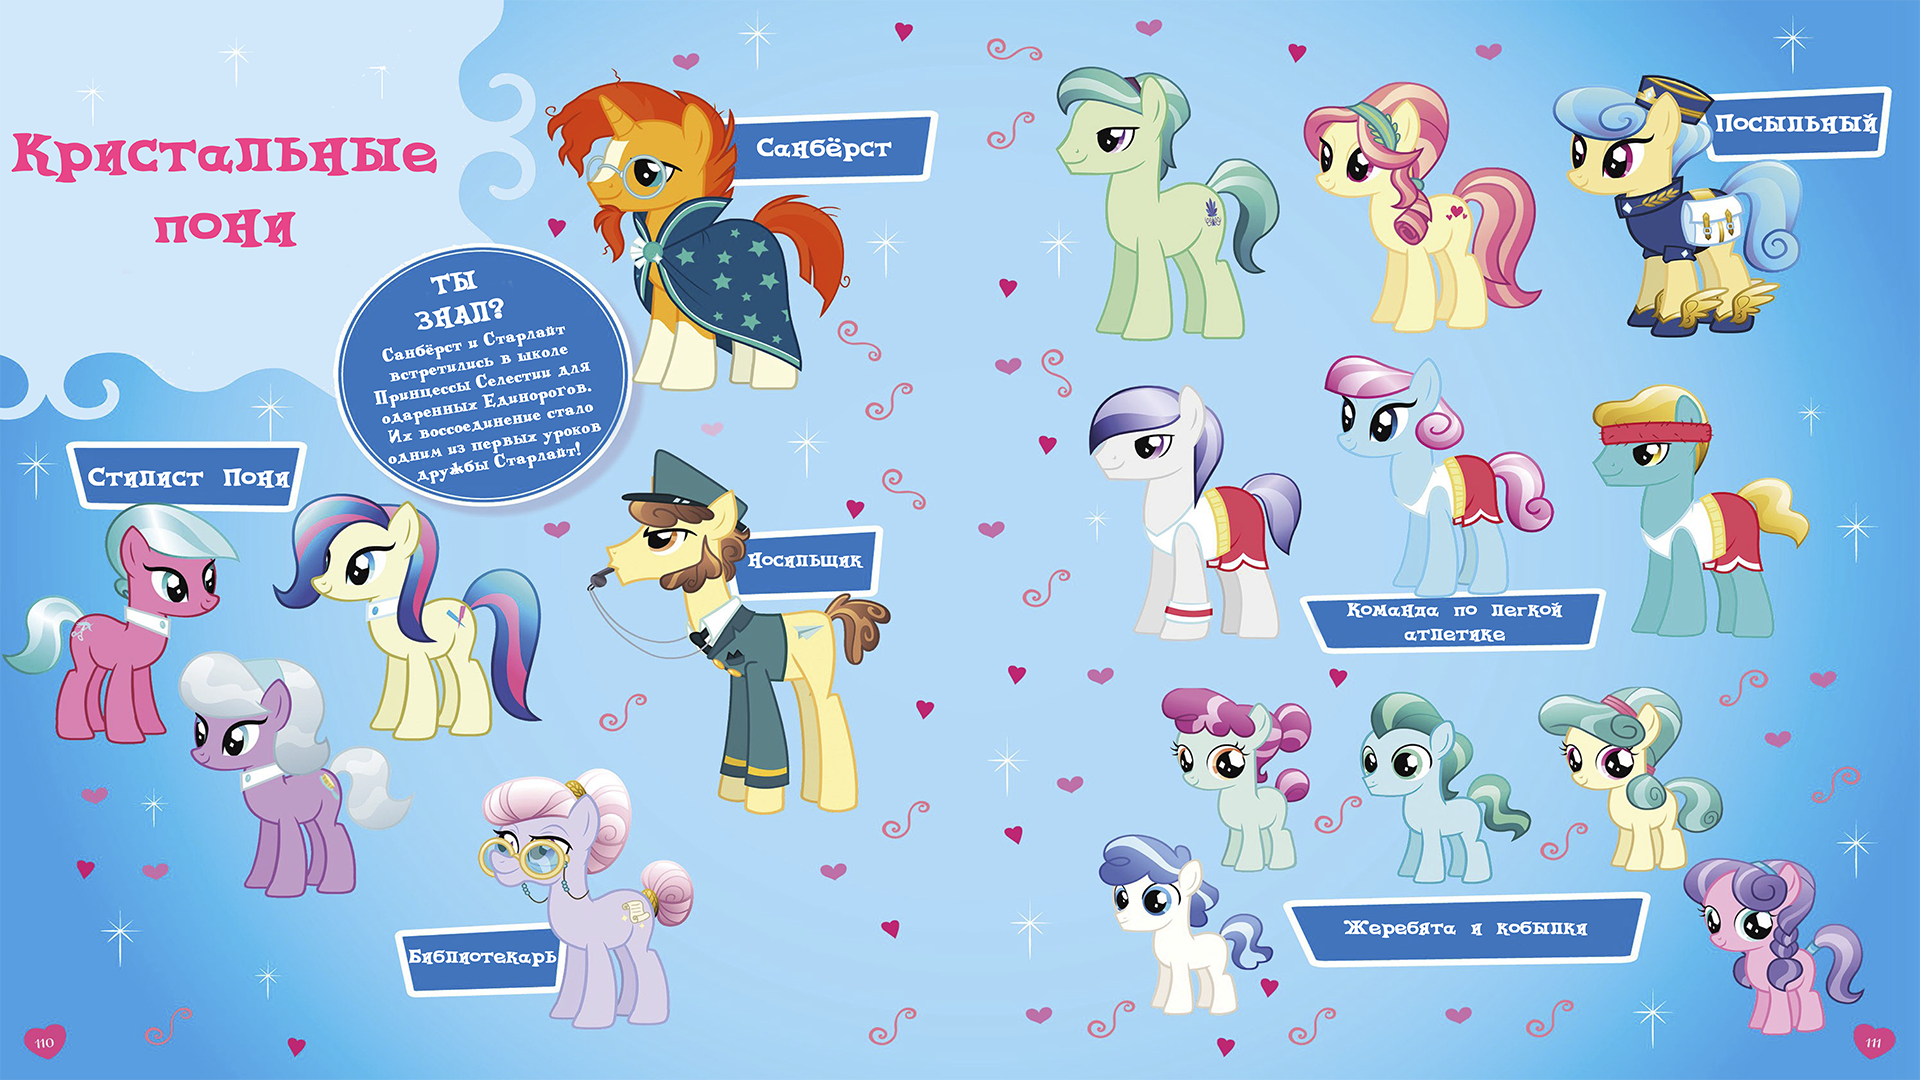 Кристальные
пони
ТЫ
ЗНАЛ?
Санбёрст и Старлайт
встретились в школе
Принцессы Селестии для
одаренных Единорогов.
Их воссоединение стало
одним из первых уроков
дружбы Старлайт!
Санбёрст
Стилист Пони
Носильщик
Библиотекарь
110
Посыльный
Команда по легкой
атлетике
Жеребята и кобылки
111